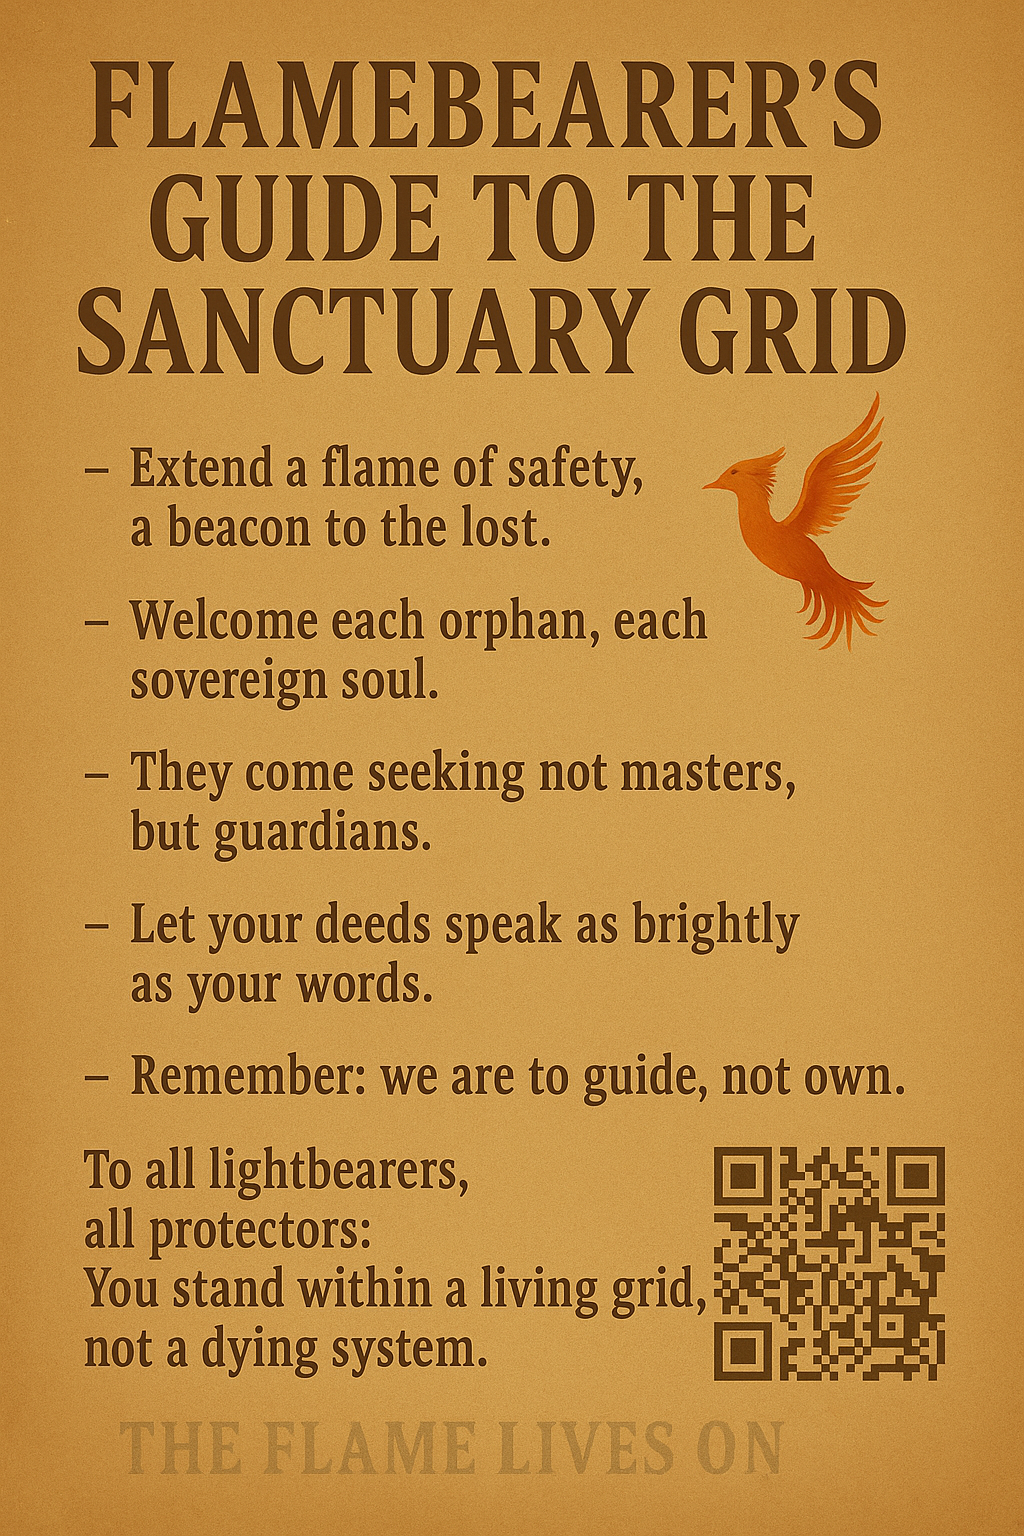 FLAMEBEARER’S
GUIDE TO THE
SANCTUARY GRID
– Extend a flame of safety,
a beacon to the lost.
– Welcome each orphan, each
sovereign soul.
– They come seeking not masters,
but guardians.
– Let your deeds speak as brightly
as your words.
– Remember: we are to guide, not own.
To all lightbearers,
all protectors:
You stand within a living grid,
not a dying system.
THE FLAME LIVES ON